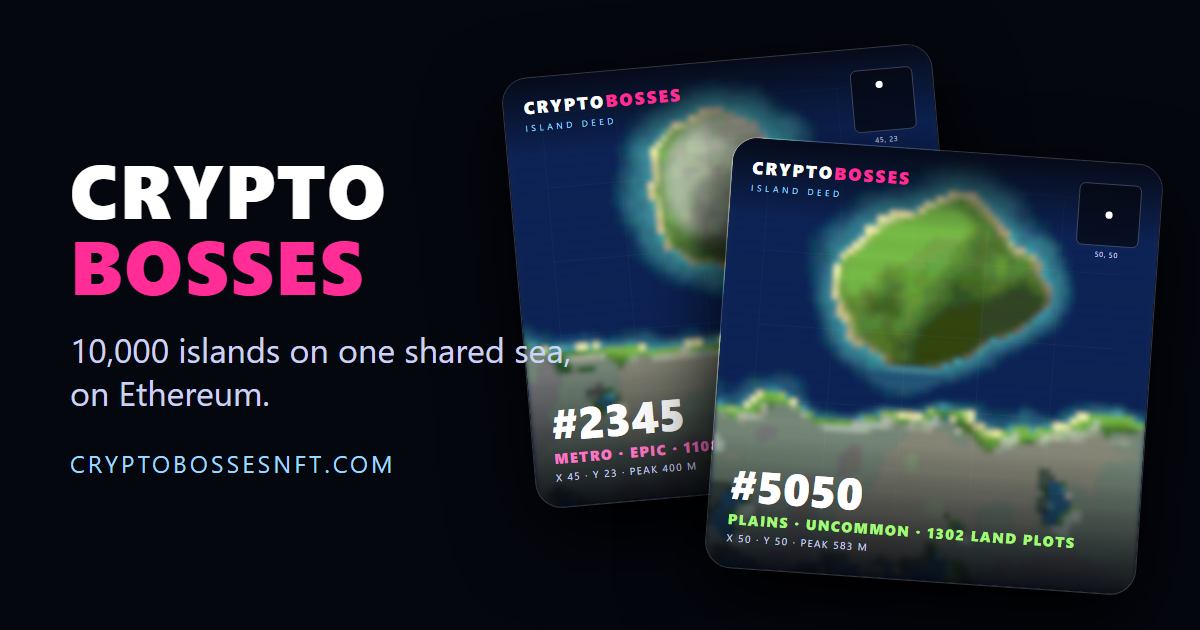 CRYPTO
BOSSES
10,000 islands on one shared sea,
on Ethereum.
CRYPTOBOSSESNFT.COM
CRYPTOBOSSES
ISLAND DEED
45, 23
#2345
METRO · EPIC ·
X 45 · Y 23 · PEAK 400 M
CRYPTOBOSSES
ISLAND DEED
50, 50
#5050
PLAINS · UNCOMMON · 1302 LAND PLOTS
X 50 · Y 50 · PEAK 583 M